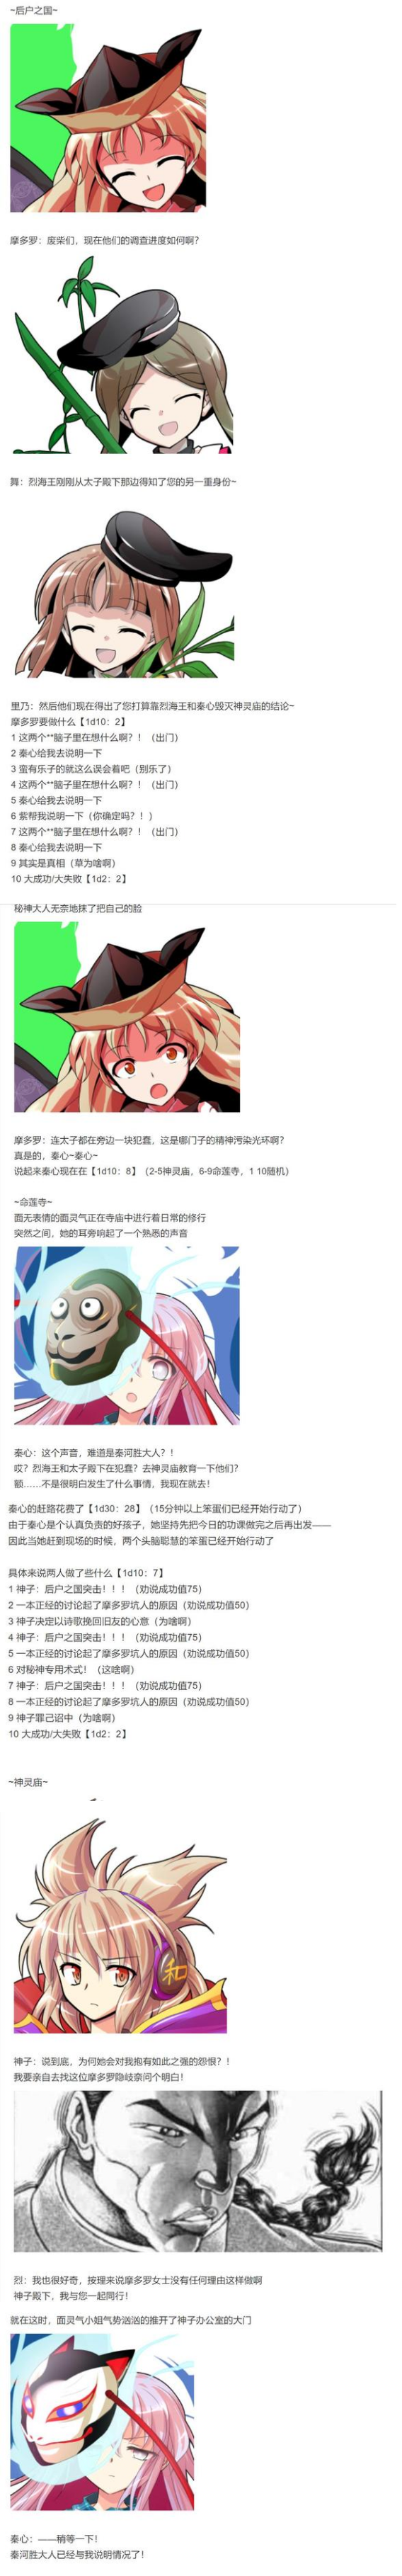 ~后户之国~
摩多罗：废柴们，现在他们的调查进度如何啊？
舞：烈海王刚刚从太子殿下那边得知了您的另一重身份~
里乃：然后他们现在得出了您打算靠烈海王和秦心毁灭神灵庙的结论~
摩多罗要做什么【1d10：2】
1 这两个**脑子里在想什么啊？！（出门）
2 秦心给我去说明一下
3 蛮有乐子的就这么误会着吧（别乐了）
4 这两个**脑子里在想什么啊？！（出门）
5 秦心给我去说明一下
6 紫帮我说明一下（你确定吗？！）
7 这两个**脑子里在想什么啊？！（出门）
8 秦心给我去说明一下
9 其实是真相（草为啥啊）
10 大成功/大失败【1d2：2】
秘神大人无奈地抹了把自己的脸
摩多罗：连太子都在旁边一块犯蠢，这是哪门子的精神污染光环啊？
真是的，秦心~秦心~
说起来秦心现在在【1d10：8】（2-5神灵庙，6-9命莲寺，1 10随机）
~命莲寺~
面无表情的面灵气正在寺庙中进行着日常的修行
突然之间，她的耳旁响起了一个熟悉的声音
秦心：这个声音，难道是秦河胜大人？！
哎？烈海王和太子殿下在犯蠢？去神灵庙教育一下他们？
额……不是很明白发生了什么事情，我现在就去！
秦心的赶路花费了【1d30：28】（15分钟以上笨蛋们已经开始行动了）
由于秦心是个认真负责的好孩子，她坚持先把今日的功课做完之后再出发——
因此当她赶到现场的时候，两个头脑聪慧的笨蛋已经开始行动了
具体来说两人做了些什么【1d10：7】
1 神子：后户之国突击！！！（劝说成功值75）
2 一本正经的讨论起了摩多罗坑人的原因（劝说成功值50）
3 神子决定以诗歌挽回旧友的心意（为啥啊）
4 神子：后户之国突击！！！（劝说成功值75）
5 一本正经的讨论起了摩多罗坑人的原因（劝说成功值50）
6 对秘神专用术式！（这啥啊）
7 神子：后户之国突击！！！（劝说成功值75）
8 一本正经的讨论起了摩多罗坑人的原因（劝说成功值50）
9 神子罪己诏中（为啥啊）
10 大成功/大失败【1d2：2】
~神灵庙~
和
神子：说到底，为何她会对我抱有如此之强的怨恨？！
我要亲自去找这位摩多罗隐岐奈问个明白！
烈：我也很好奇，按理来说摩多罗女士没有任何理由这样做啊
神子殿下，我与您一起同行！
就在这时，面灵气小姐气势汹汹的推开了神子办公室的大门
秦心：——稍等一下！
秦河胜大人已经与我说明情况了！